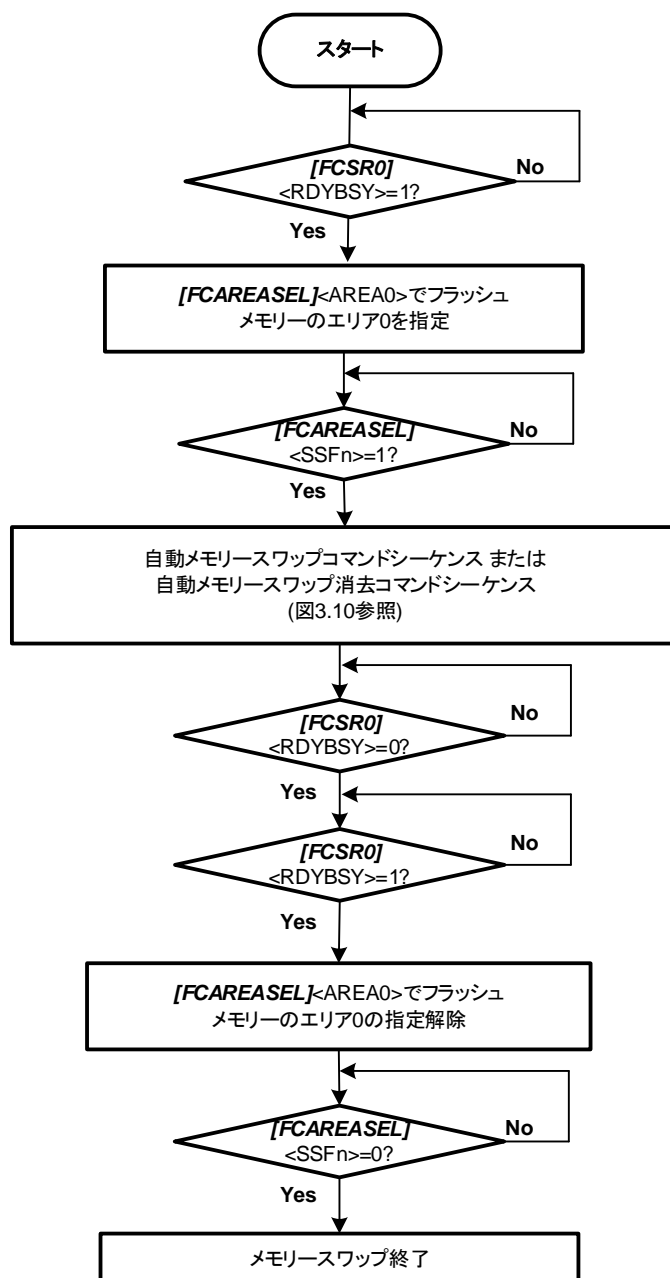 スタート
[FCSR0]
<RDYBSY>=1?
No
Yes
[FCAREASEL]<AREA0>でフラッシュ
メモリーのエリア0を指定
[FCAREASEL]
<SSFn>=1?
No
Yes
自動メモリースワップコマンドシーケンス または
自動メモリースワップ消去コマンドシーケンス
(図3.10参照)
[FCSR0]
<RDYBSY>=0?
No
Yes
[FCSR0]
<RDYBSY>=1?
No
Yes
[FCAREASEL]<AREA0>でフラッシュ
メモリーのエリア0の指定解除
[FCAREASEL]
<SSFn>=0?
No
Yes
メモリースワップ終了